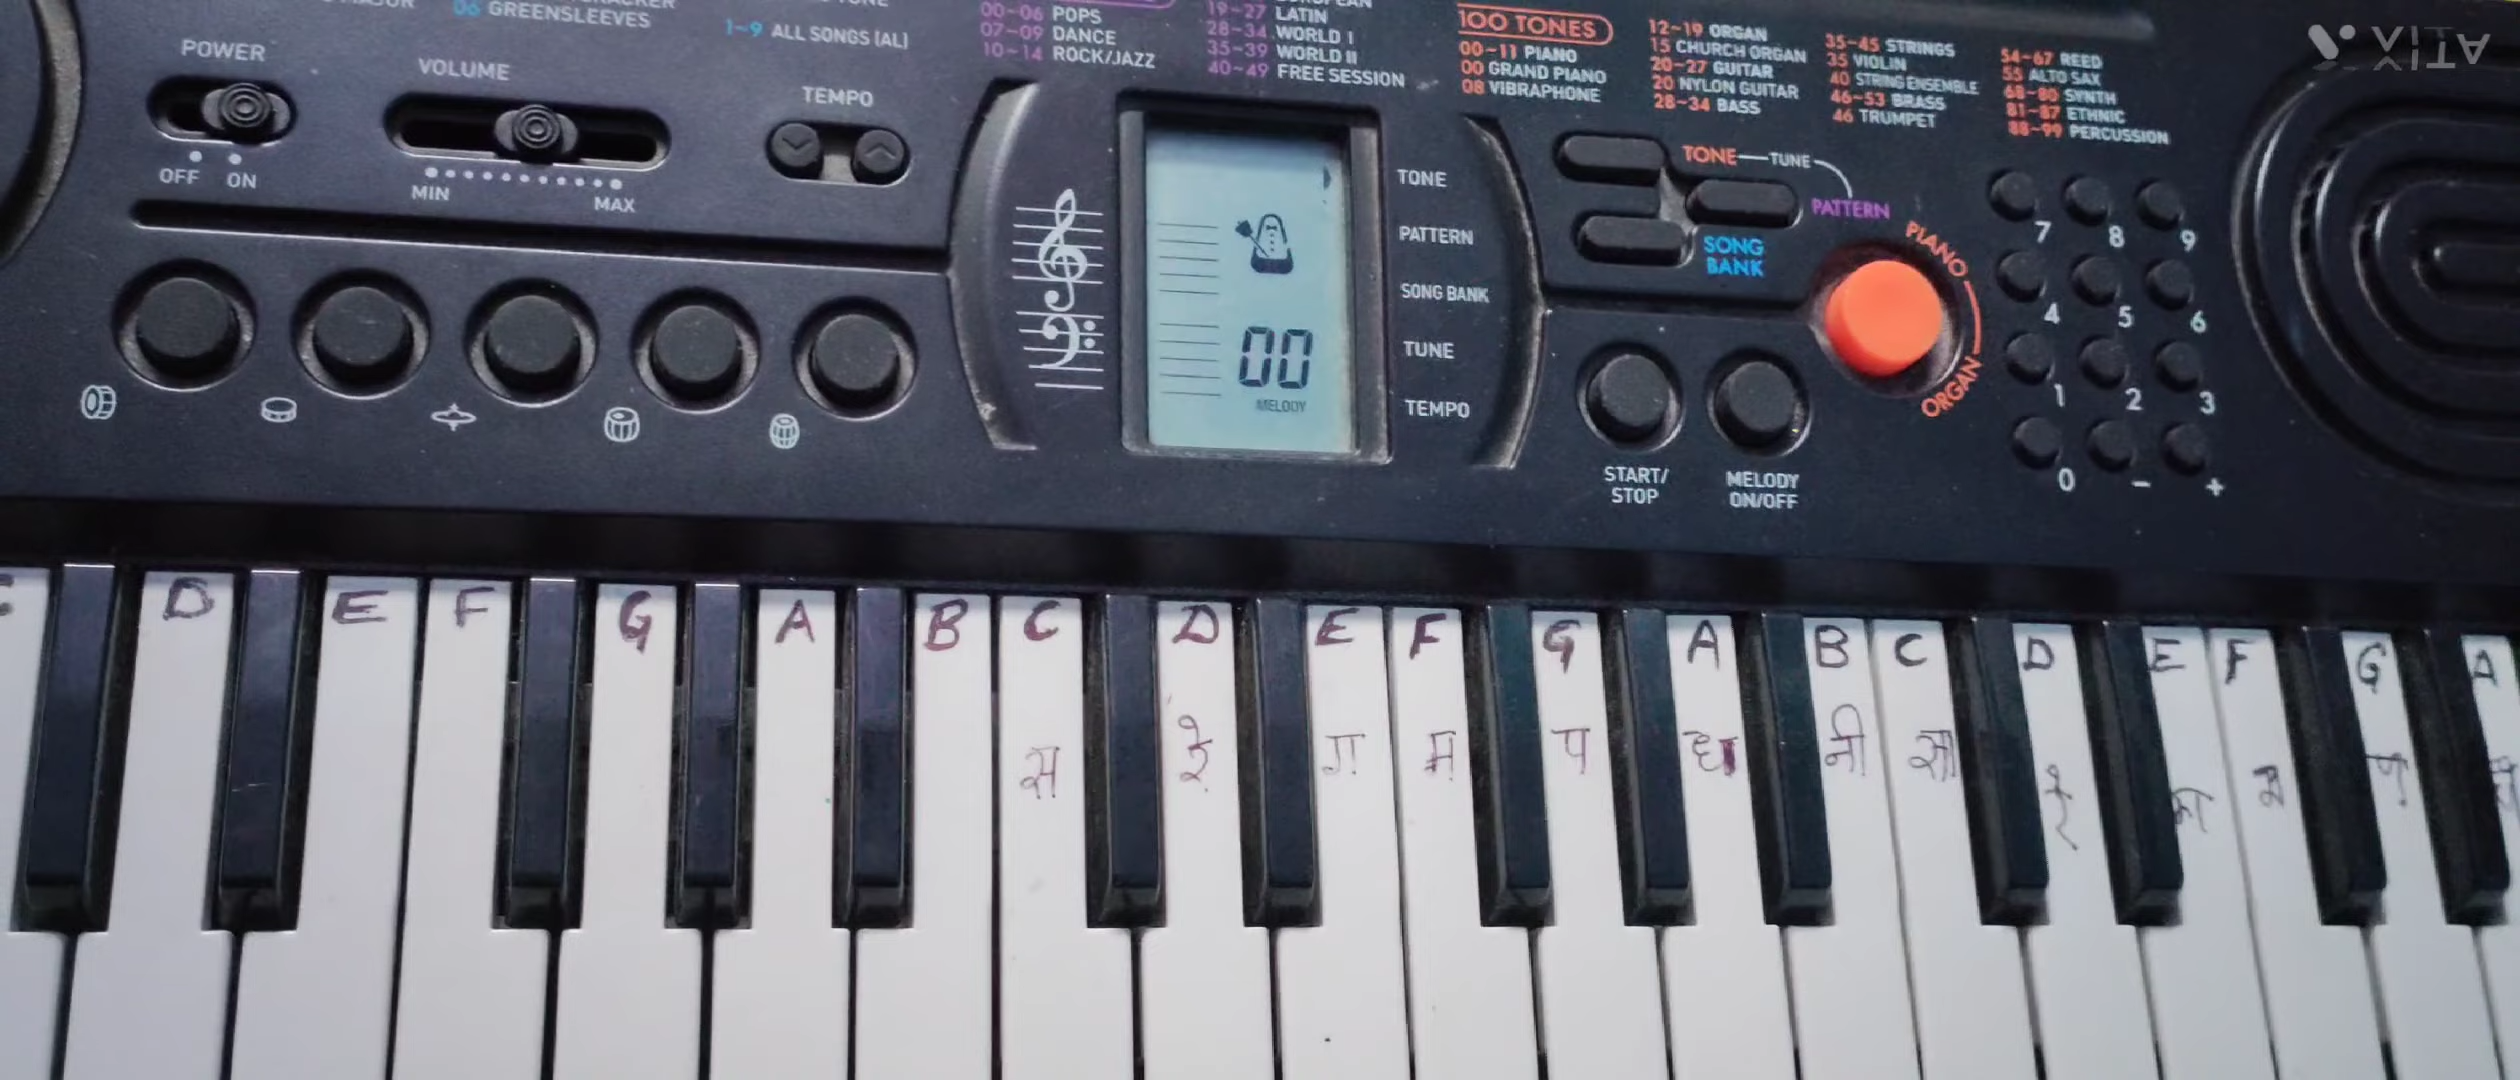 GREENSLEEVES
1~9 ALL SONGS (AL)
00~06 POPS
07~09 DANCE
10~14 ROCK/JAZZ
19~27 LATIN
28~34 WORLD I
35~39 WORLD II
40~49 FREE SESSION
100 TONES
00~11 PIANO
00 GRAND PIANO
08 VIBRAPHONE
12~19 ORGAN
15 CHURCH ORGAN
20~27 GUITAR
20 NYLON GUITAR
28~34 BASS
35~45 STRINGS
35 VIOLIN
40 STRING ENSEMBLE
46~53 BRASS
46 TRUMPET
54~67 REED
55 ALTO SAX
68~80 SYNTH
81~87 ETHNIC
88~99 PERCUSSION
VITA
POWER
OFF ON
VOLUME
MIN MAX
TEMPO
TONE
PATTERN
SONG BANK
TUNE
TEMPO
00
MELODY
TONE TUNE
PATTERN
SONG
BANK
PIANO
ORGAN
START/
STOP
MELODY
ON/OFF
7 8 9
4 5 6
1 2 3
0 - +
D E F G A B C D E F G A B C D E F G A
स रे ग म प ध नी सा रे